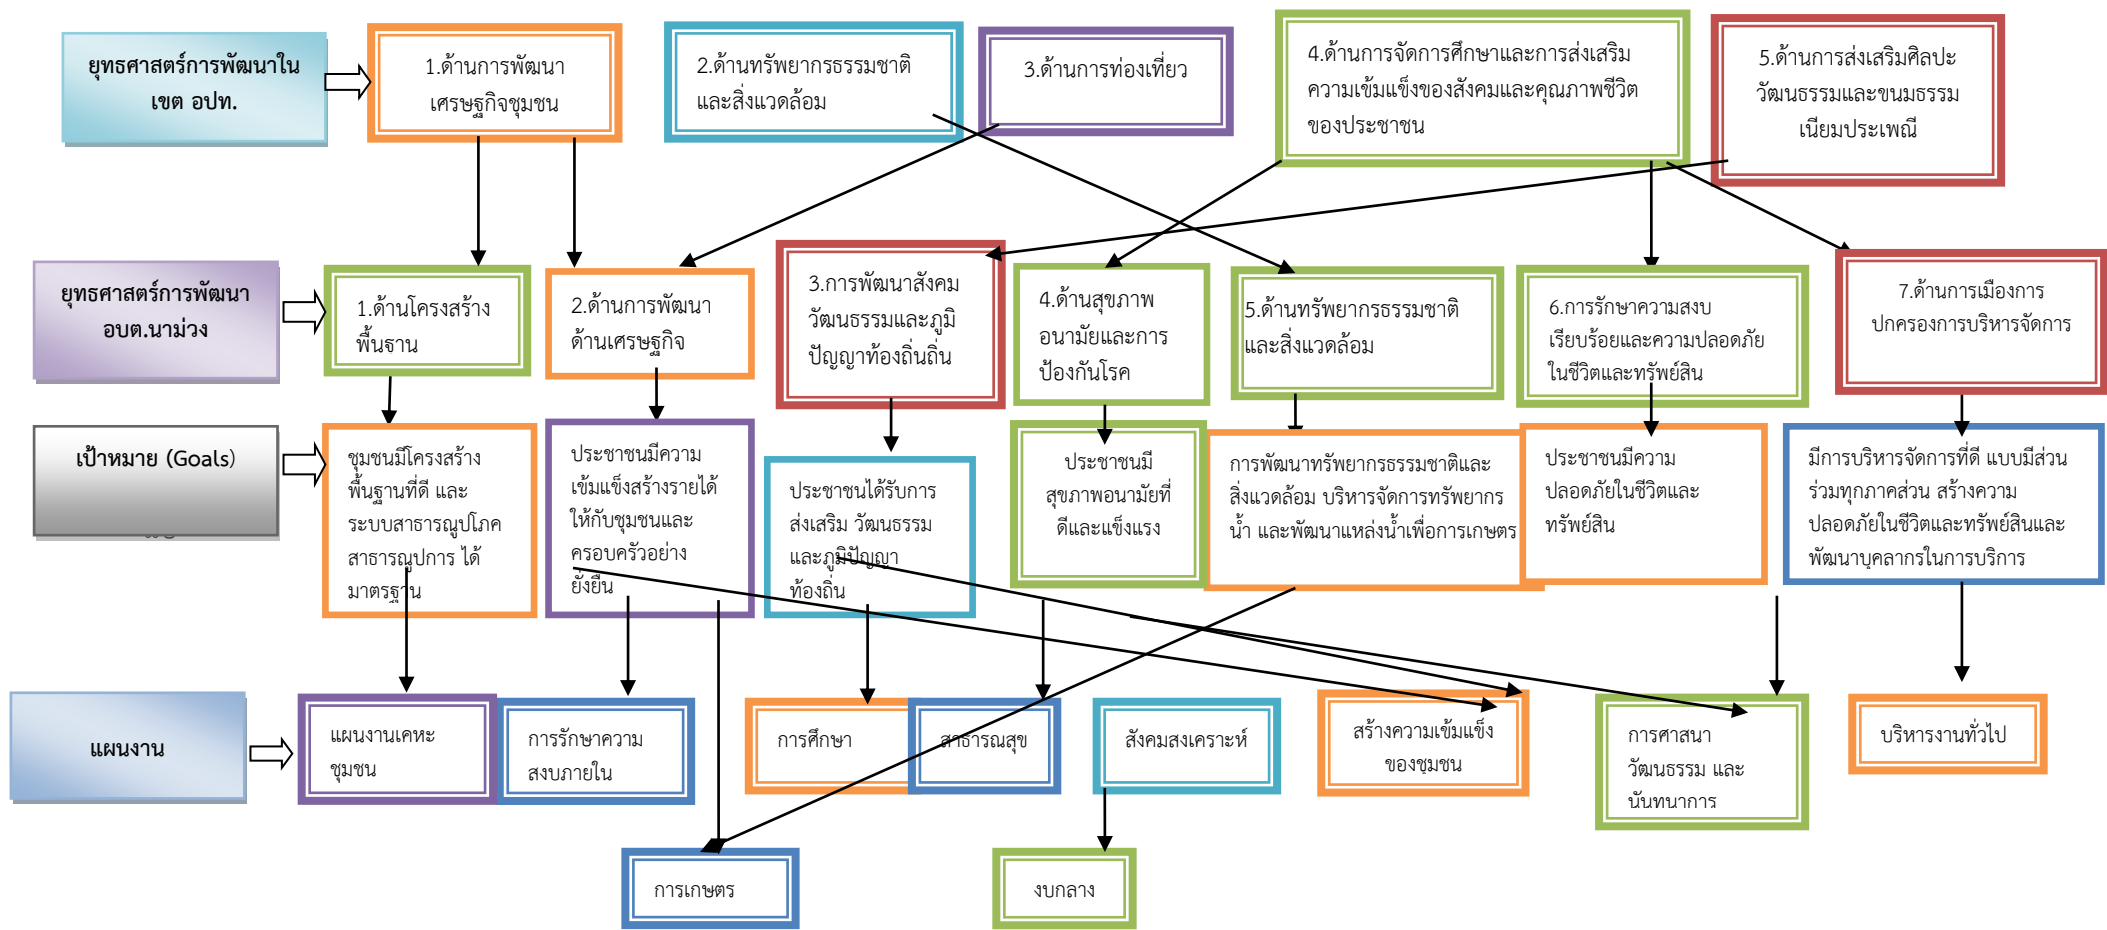 ยุทธศาสตร์การพัฒนาใน
เขต อปท.
1.ด้านการพัฒนา
เศรษฐกิจชุมชน
2.ด้านทรัพยากรธรรมชาติ
และสิ่งแวดล้อม
3.ด้านการท่องเที่ยว
4.ด้านการจัดการศึกษาและการส่งเสริม
ความเข้มแข็งของสังคมและคุณภาพชีวิต
ของประชาชน
5.ด้านการส่งเสริมศิลปะ
วัฒนธรรมและขนมธรรม
เนียมประเพณี
ยุทธศาสตร์การพัฒนา
อบต.นาม่วง
1.ด้านโครงสร้าง
พื้นฐาน
2.ด้านการพัฒนา
ด้านเศรษฐกิจ
3.การพัฒนาสังคม
วัฒนธรรมและภูมิ
ปัญญาท้องถิ่นถิ่น
4.ด้านสุขภาพ
อนามัยและการ
ป้องกันโรค
5.ด้านทรัพยากรธรรมชาติ
และสิ่งแวดล้อม
6.การรักษาความสงบ
เรียบร้อยและความปลอดภัย
ในชีวิตและทรัพย์สิน
7.ด้านการเมืองการ
ปกครองการบริหารจัดการ
เป้าหมาย (Goals)
ชุมชนมีโครงสร้าง
พื้นฐานที่ดี และ
ระบบสาธารณูปโภค
สาธารณูปการ ได้
มาตรฐาน
ประชาชนมีความ
เข้มแข็งสร้างรายได้
ให้กับชุมชนและ
ครอบครัวอย่าง
ยั่งยืน
ประชาชนได้รับการ
ส่งเสริม วัฒนธรรม
และภูมิปัญญา
ท้องถิ่น
ประชาชนมี
สุขภาพอนามัยที่
ดีและแข็งแรง
การพัฒนาทรัพยากรธรรมชาติและ
สิ่งแวดล้อม บริหารจัดการทรัพยากร
น้ำ และพัฒนาแหล่งน้ำเพื่อการเกษตร
ประชาชนมีความ
ปลอดภัยในชีวิตและ
ทรัพย์สิน
มีการบริหารจัดการที่ดี แบบมีส่วน
ร่วมทุกภาคส่วน สร้างความ
ปลอดภัยในชีวิตและทรัพย์สินและ
พัฒนาบุคลากรในการบริการ
แผนงาน
แผนงานเคหะ
ชุมชน
การรักษาความ
สงบภายใน
การศึกษา
สาธารณสุข
สังคมสงเคราะห์
สร้างความเข้มแข็ง
ของชุมชน
การศาสนา
วัฒนธรรม และ
นันทนาการ
บริหารงานทั่วไป
การเกษตร
งบกลาง